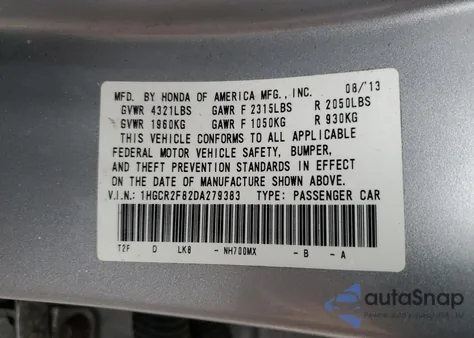 MFD. BY HONDA OF AMERICA MFG., INC. 08/13
GVWR 4321LBS GAWR F 2315LBS R 2050LBS
GVWR 1960KG GAWR F 1050KG R 930KG
THIS VEHICLE CONFORMS TO ALL APPLICABLE
FEDERAL MOTOR VEHICLE SAFETY, BUMPER,
AND THEFT PREVENTION STANDARDS IN EFFECT
ON THE DATE OF MANUFACTURE SHOWN ABOVE.
V.I.N.: 1HGCR2F82DA279383 TYPE: PASSENGER CAR
T2F D LK8 -NH700MX -B -A
autoSnap